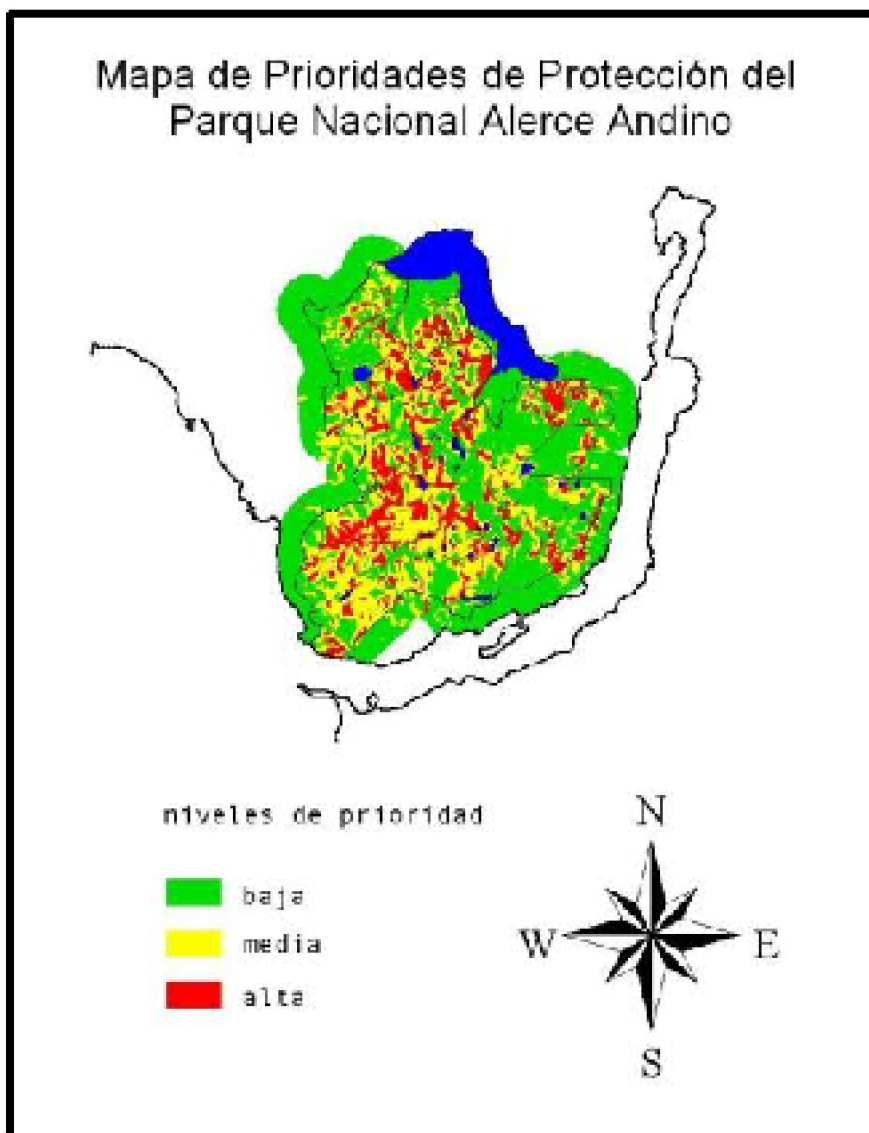 Mapa de Prioridades de Protección del
Parque Nacional Alerce Andino
niveles de prioridad
baja
media
alta
N
W E
S